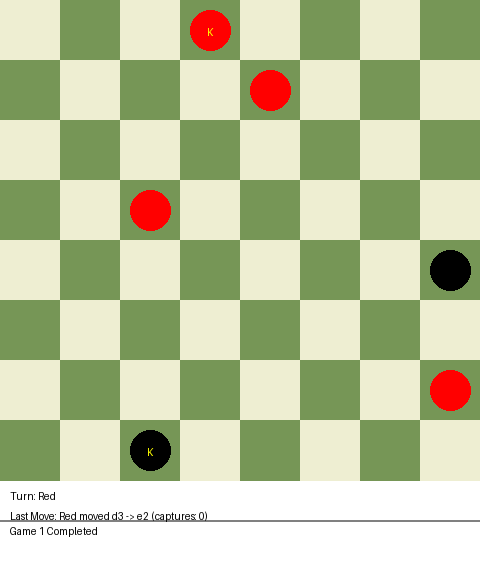 K
K
Turn: Red
Last Move: Red moved d3 -> e2 (captures: 0)
Game 1 Completed